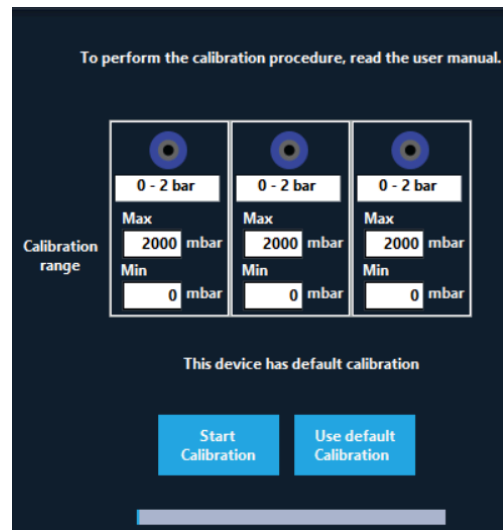 To perform the calibration procedure, read the user manual.
0 - 2 bar 0 - 2 bar 0 - 2 bar
Max Max Max
2000 mbar 2000 mbar 2000 mbar
Calibration range
Min Min Min
0 mbar 0 mbar 0 mbar
This device has default calibration
Start
Calibration
Use default
Calibration